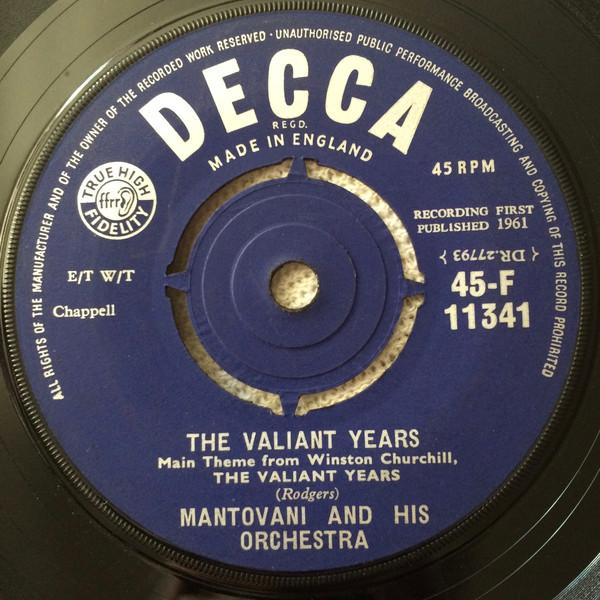 ALL RIGHTS OF THE MANUFACTURER AND OF THE OWNER OF THE RECORDED WORK RESERVED · UNAUTHORISED PUBLIC PERFORMANCE BROADCASTING AND COPYING OF THIS RECORD PROHIBITED
DECCA
REGD.
MADE IN ENGLAND
45 RPM
TRUE HIGH
ffrr
FIDELITY
RECORDING FIRST
PUBLISHED 1961
{ DR.27793 }
E/T W/T
45-F
Chappell
11341
THE VALIANT YEARS
Main Theme from Winston Churchill,
THE VALIANT YEARS
(Rodgers)
MANTOVANI AND HIS
ORCHESTRA